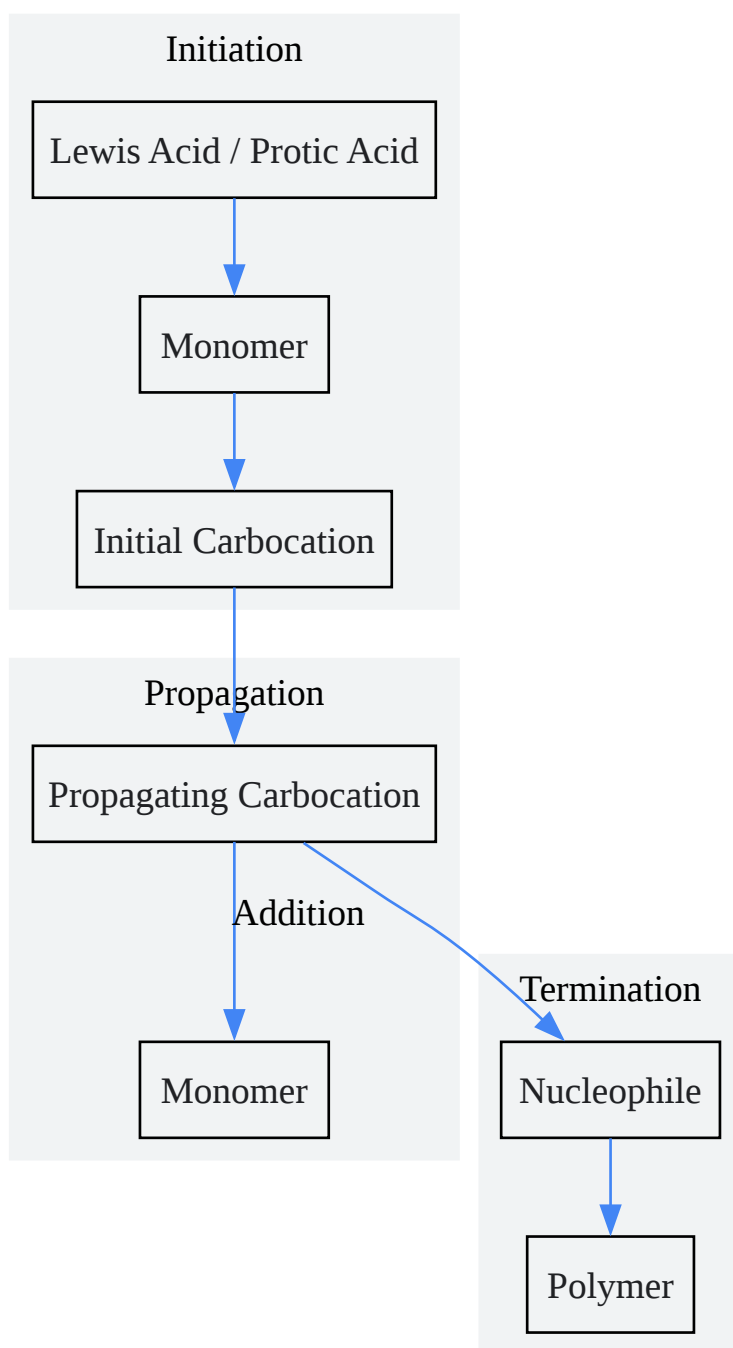 Initiation
Lewis Acid / Protic Acid
Monomer
Initial Carbocation
Propagation
Propagating Carbocation
Addition
Monomer
Termination
Nucleophile
Polymer